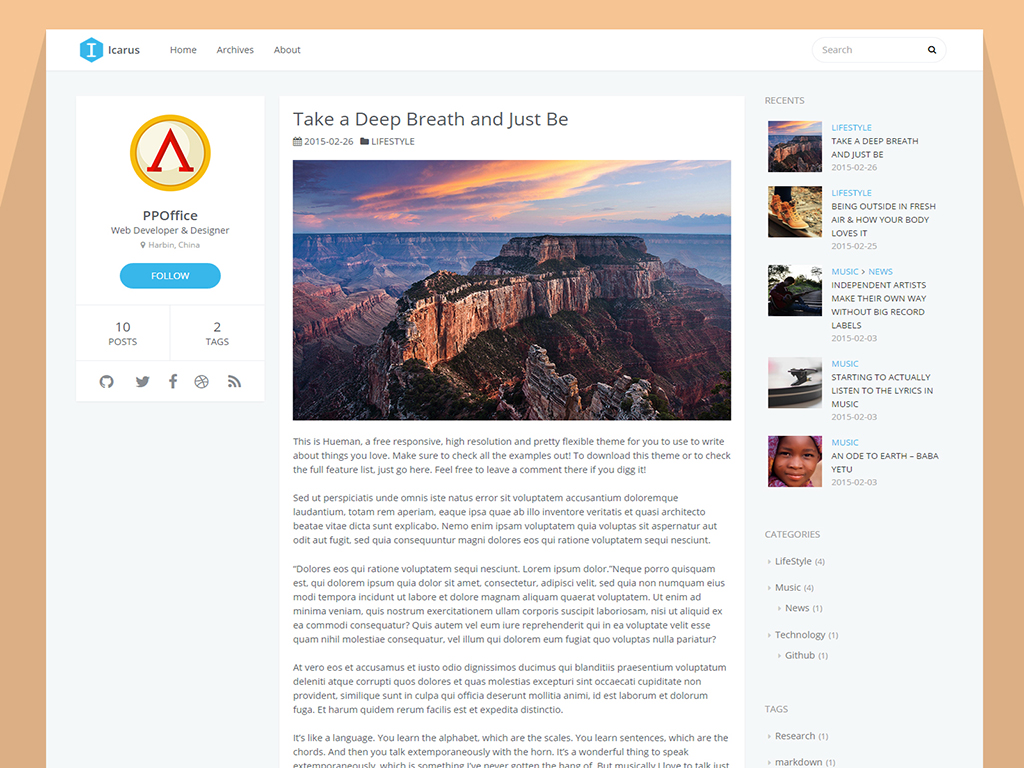 Icarus
Home
Archives
About
Search
PPOffice
Web Developer & Designer
Harbin, China
FOLLOW
10
POSTS
2
TAGS
Take a Deep Breath and Just Be
2015-02-26 LIFESTYLE
This is Hueman, a free responsive, high resolution and pretty flexible theme for you to use to write
about things you love. Make sure to check all the examples out! To download this theme or to check
the full feature list, just go here. Feel free to leave a comment there if you digg it!
Sed ut perspiciatis unde omnis iste natus error sit voluptatem accusantium doloremque
laudantium, totam rem aperiam, eaque ipsa quae ab illo inventore veritatis et quasi architecto
beatae vitae dicta sunt explicabo. Nemo enim ipsam voluptatem quia voluptas sit aspernatur aut
odit aut fugit, sed quia consequuntur magni dolores eos qui ratione voluptatem sequi nesciunt.
“Dolores eos qui ratione voluptatem sequi nesciunt. Lorem ipsum dolor.”Neque porro quisquam
est, qui dolorem ipsum quia dolor sit amet, consectetur, adipisci velit, sed quia non numquam eius
modi tempora incidunt ut labore et dolore magnam aliquam quaerat voluptatem. Ut enim ad
minima veniam, quis nostrum exercitationem ullam corporis suscipit laboriosam, nisi ut aliquid ex
ea commodi consequatur? Quis autem vel eum iure reprehenderit qui in ea voluptate velit esse
quam nihil molestiae consequatur, vel illum qui dolorem eum fugiat quo voluptas nulla pariatur?
At vero eos et accusamus et iusto odio dignissimos ducimus qui blanditiis praesentium voluptatum
deleniti atque corrupti quos dolores et quas molestias excepturi sint occaecati cupiditate non
provident, similique sunt in culpa qui officia deserunt mollitia animi, id est laborum et dolorum
fuga. Et harum quidem rerum facilis est et expedita distinctio.
It’s like a language. You learn the alphabet, which are the scales. You learn sentences, which are the
chords. And then you talk extemporaneously with the horn. It’s a wonderful thing to speak
extemporaneously, which is something I’ve never gotten the hang of. But musically I love to talk just
RECENTS
LIFESTYLE
TAKE A DEEP BREATH
AND JUST BE
2015-02-26
LIFESTYLE
BEING OUTSIDE IN FRESH
AIR & HOW YOUR BODY
LOVES IT
2015-02-25
MUSIC > NEWS
INDEPENDENT ARTISTS
MAKE THEIR OWN WAY
WITHOUT BIG RECORD
LABELS
2015-02-03
MUSIC
STARTING TO ACTUALLY
LISTEN TO THE LYRICS IN
MUSIC
2015-02-03
MUSIC
AN ODE TO EARTH – BABA
YETU
2015-02-03
CATEGORIES
LifeStyle (4)
Music (4)
News (1)
Technology (1)
Github (1)
TAGS
Research (1)
markdown (1)